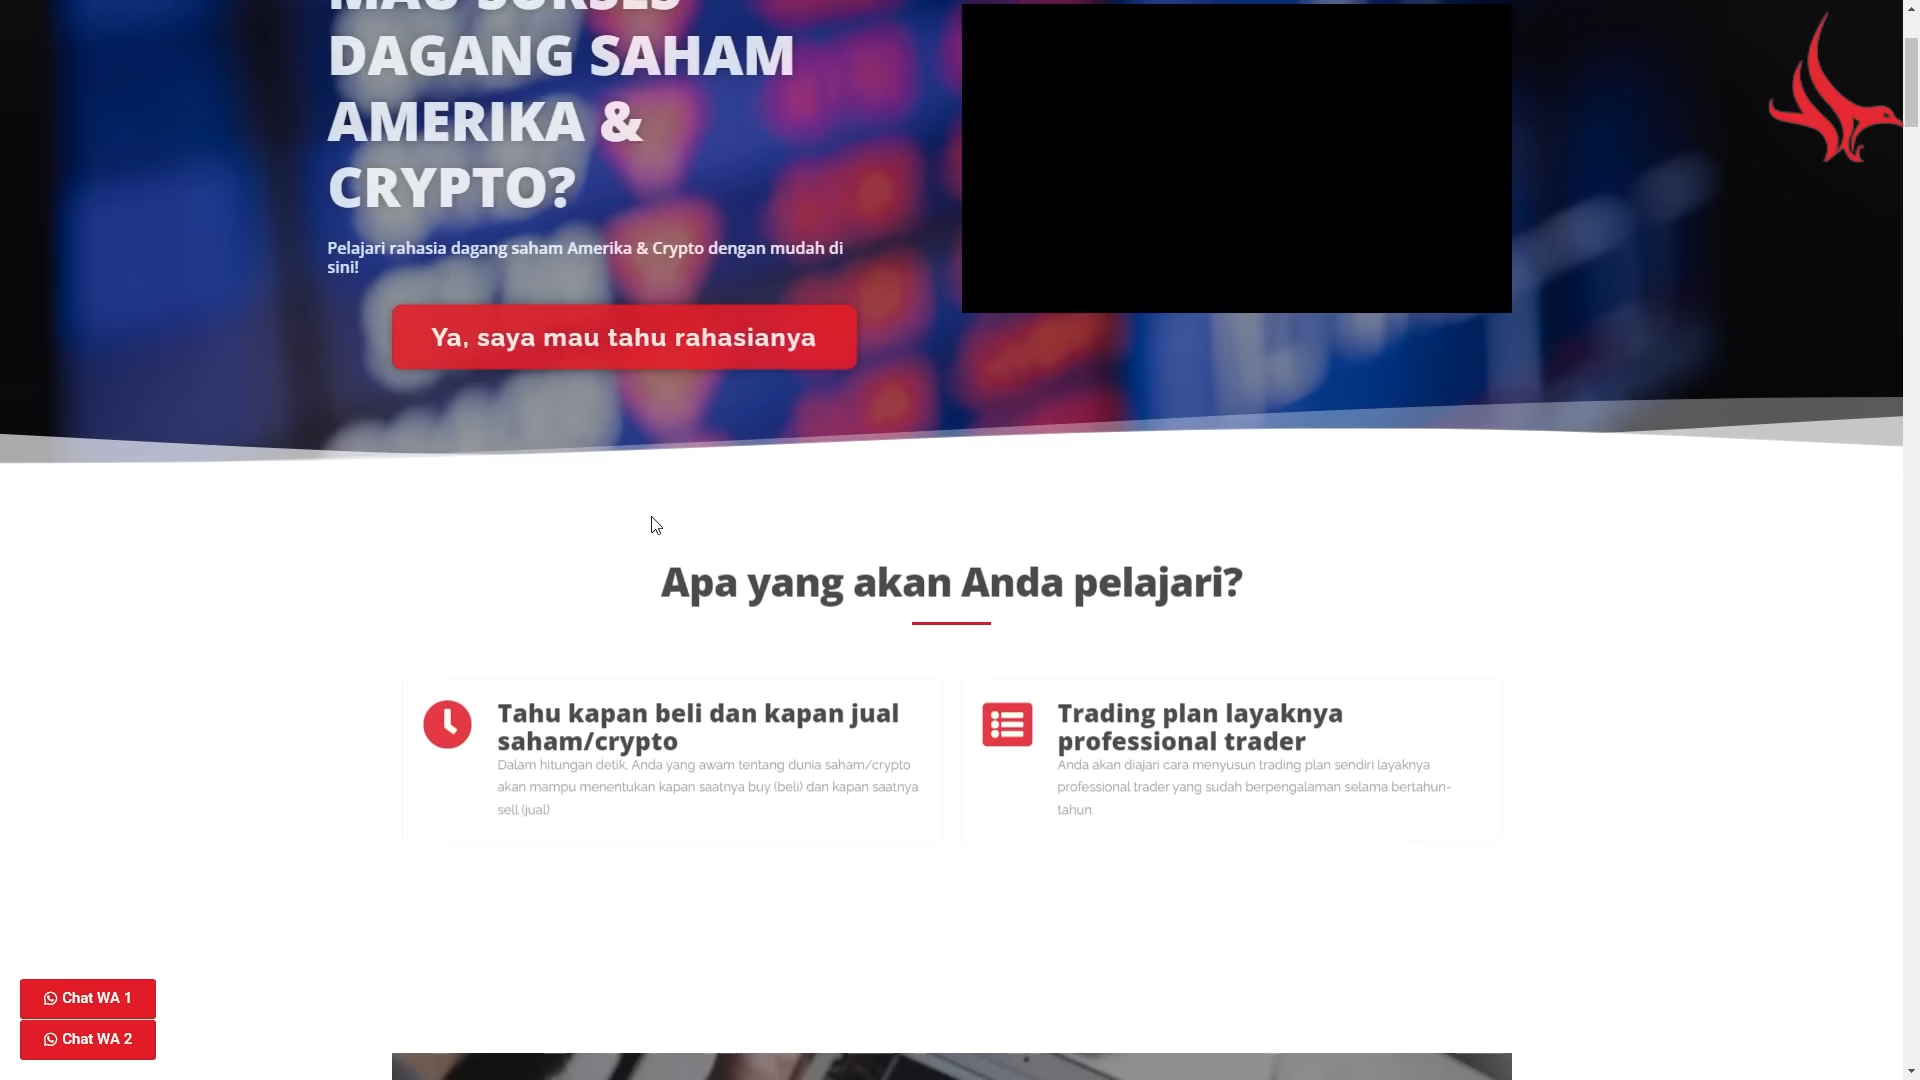 MAU SUKSES
DAGANG SAHAM
AMERIKA &
CRYPTO?
Pelajari rahasia dagang saham Amerika & Crypto dengan mudah di
sini!
Ya, saya mau tahu rahasianya
Apa yang akan Anda pelajari?
Tahu kapan beli dan kapan jual
saham/crypto
Dalam hitungan detik, Anda yang awam tentang dunia saham/crypto
akan mampu menentukan kapan saatnya buy (beli) dan kapan saatnya
sell (jual)
Trading plan layaknya
professional trader
Anda akan diajari cara menyusun trading plan sendiri layaknya
professional trader yang sudah berpengalaman selama bertahun-
tahun.
Chat WA 1
Chat WA 2